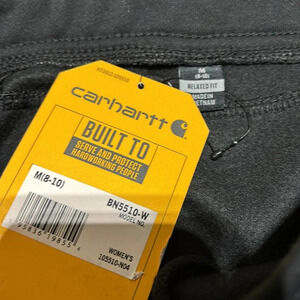 carhartt
BUILT TO
SERVE AND PROTECT
HARDWORKING PEOPLE
M(8-10)
BN5510-W
MODEL NO.
WOMEN'S
105510-N04
M
(8-10)
RELAXED FIT
MADE IN
VIETNAM